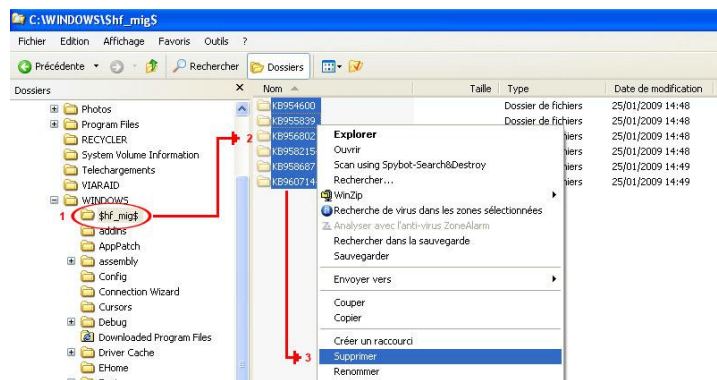 C:\WINDOWS\$hf_mig$
Fichier Edition Affichage Favoris Outils ?
Précédente Rechercher Dossiers
Dossiers × Nom Taille Type Date de modification
Photos
Program Files
RECYCLER
System Volume Information
Telechargements
VIARAID
WINDOWS
1 $hf_mig$
addins
AppPatch
assembly
Config
Connection Wizard
Cursors
Debug
Downloaded Program Files
Driver Cache
EHome
2
KB954600 Dossier de fichiers 25/01/2009 14:48
KB955839 Dossier de fichiers 25/01/2009 14:48
KB956802 hiers 25/01/2009 14:48
KB958215 hiers 25/01/2009 14:48
KB958687 hiers 25/01/2009 14:49
KB960714 hiers 25/01/2009 14:49
Explorer
Ouvrir
Scan using Spybot-Search&Destroy
Rechercher...
WinZip
Recherche de virus dans les zones sélectionnées
Analyser avec l'anti-virus ZoneAlarm
Rechercher dans la sauvegarde
Sauvegarder
Envoyer vers
Couper
Copier
Créer un raccourci
3 Supprimer
Renommer